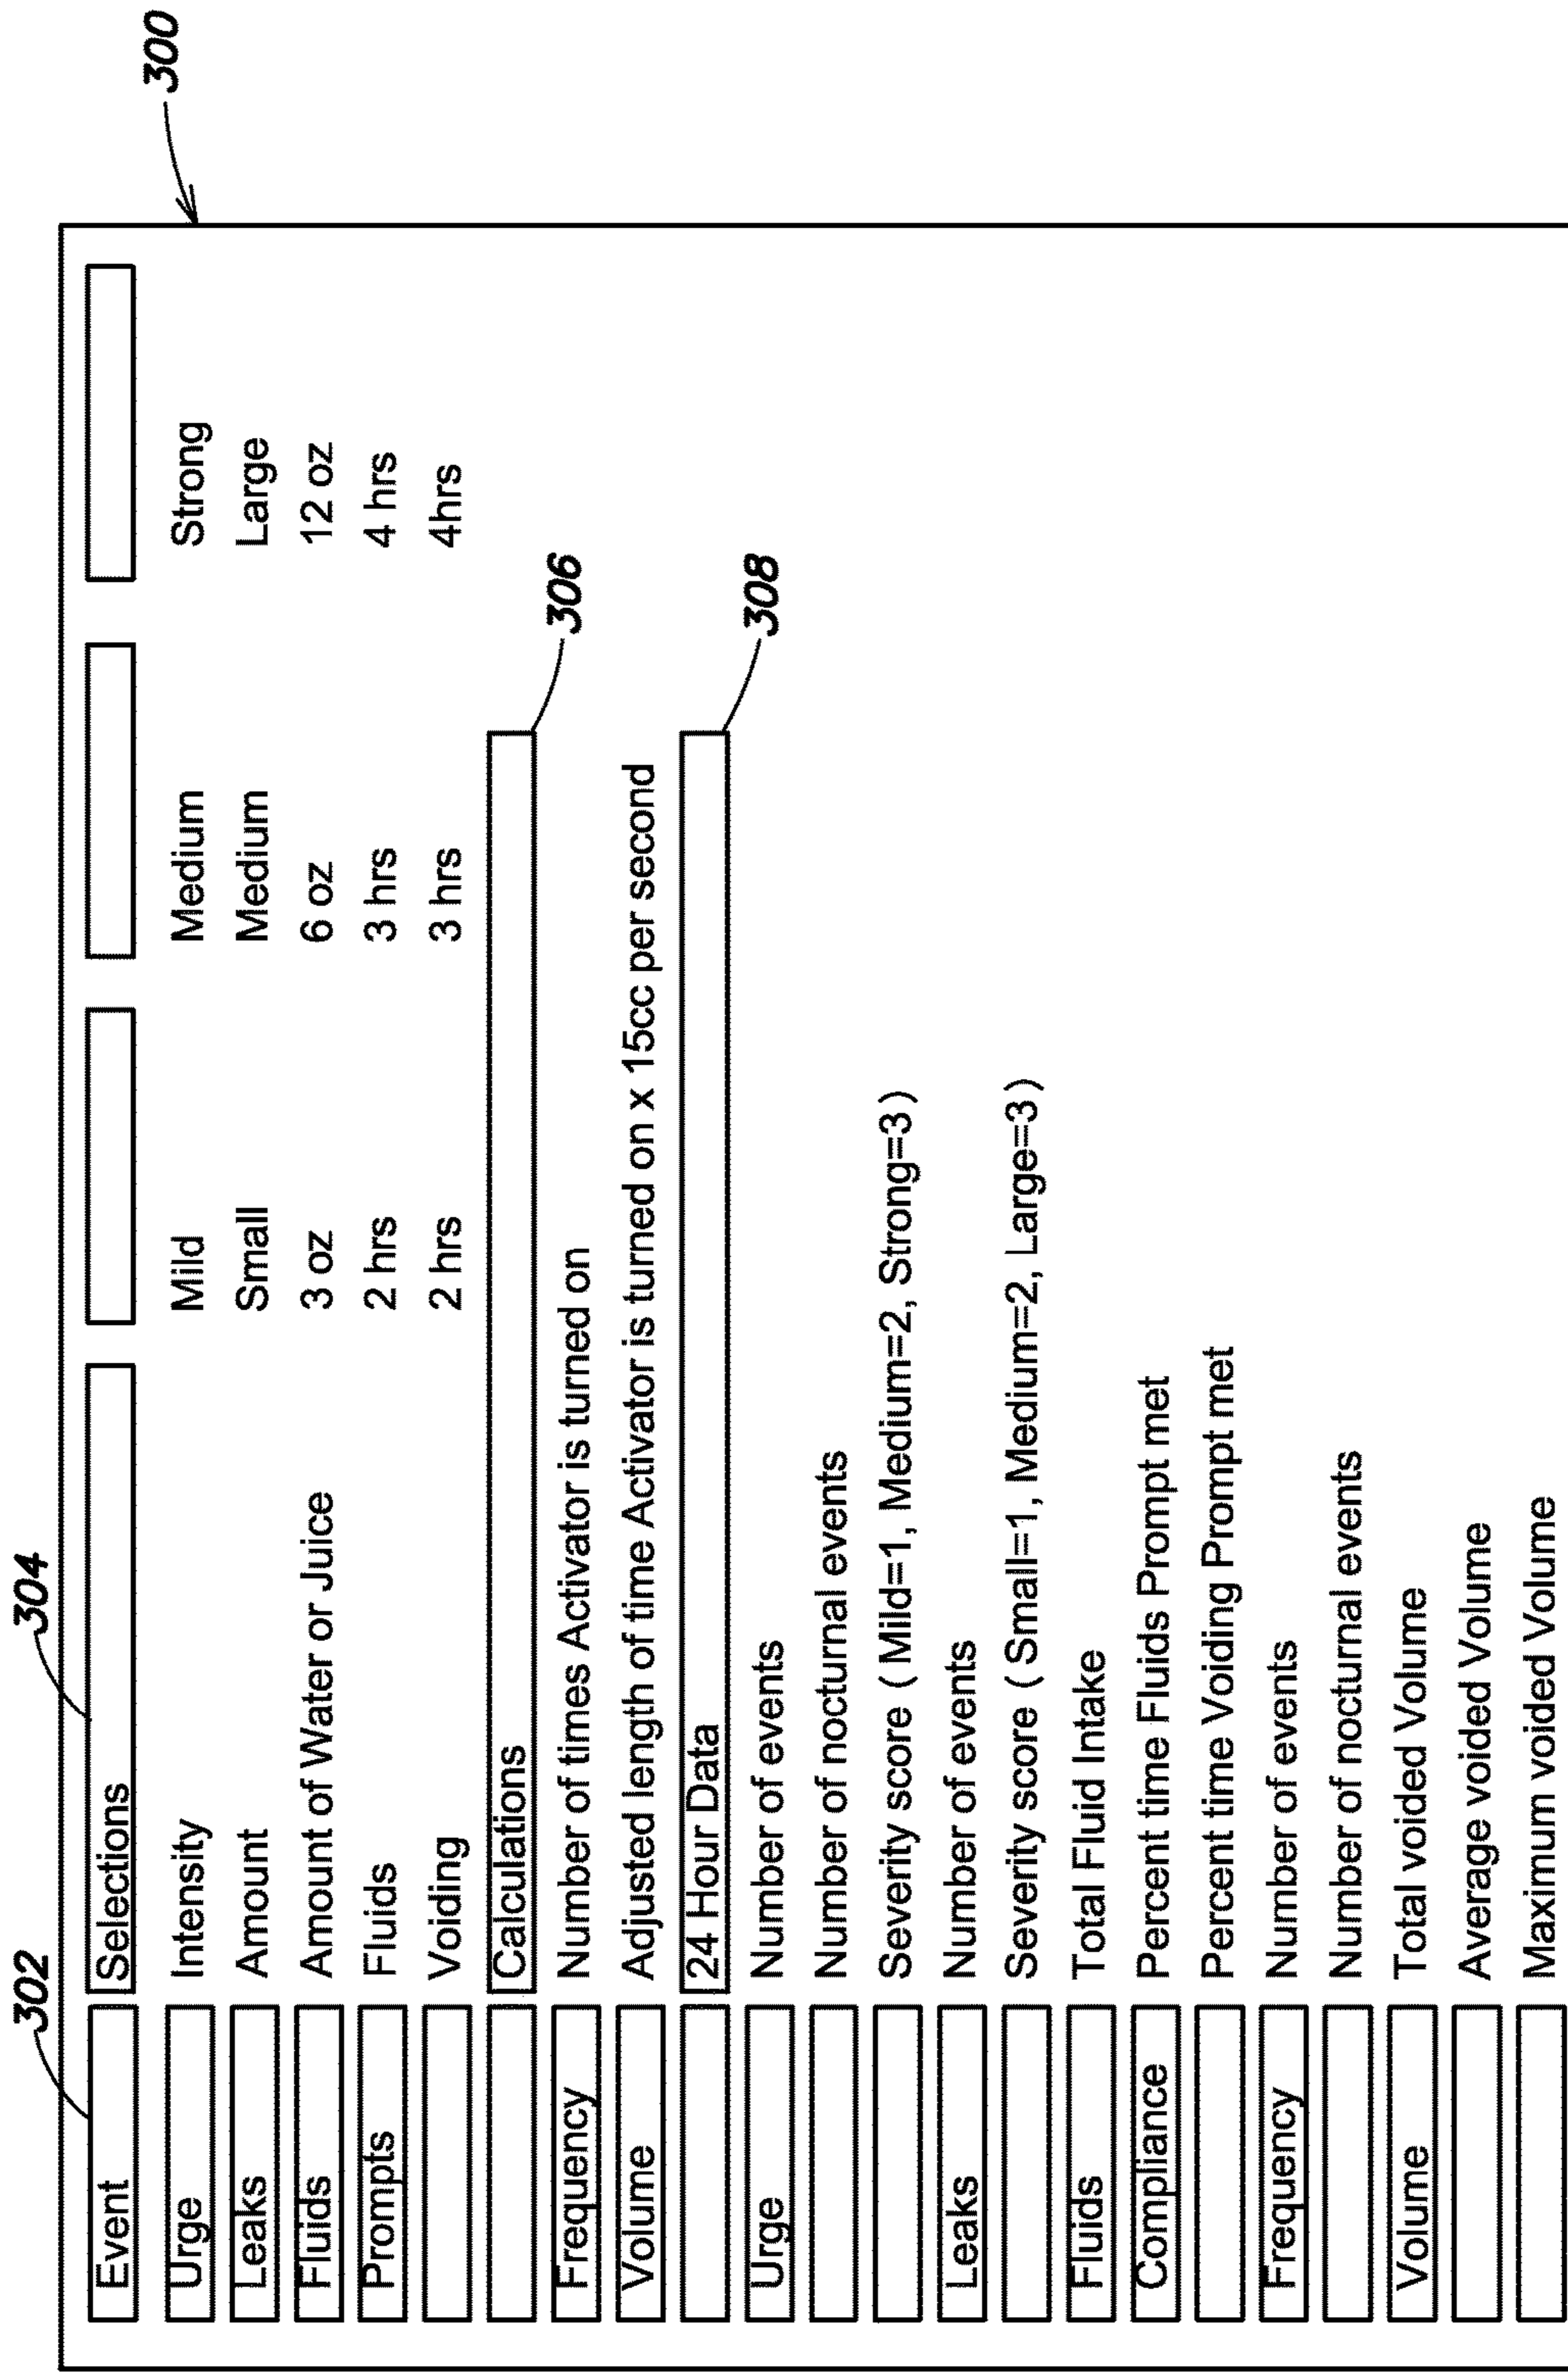 300
302
304
Event Selections
Urge Intensity Mild Medium Strong
Leaks Amount Small Medium Large
Fluids Amount of Water or Juice 3 oz 6 oz 12 oz
Prompts Fluids 2 hrs 3 hrs 4 hrs
Voiding 2 hrs 3 hrs 4hrs
Calculations
306
Frequency Number of times Activator is turned on
Volume Adjusted length of time Activator is turned on x 15cc per second
24 Hour Data
308
Urge Number of events
Number of nocturnal events
Severity score ( Mild=1, Medium=2, Strong=3 )
Leaks Number of events
Severity score ( Small=1, Medium=2, Large=3 )
Fluids Total Fluid Intake
Compliance Percent time Fluids Prompt met
Percent time Voiding Prompt met
Frequency Number of events
Number of nocturnal events
Volume Total voided Volume
Average voided Volume
Maximum voided Volume